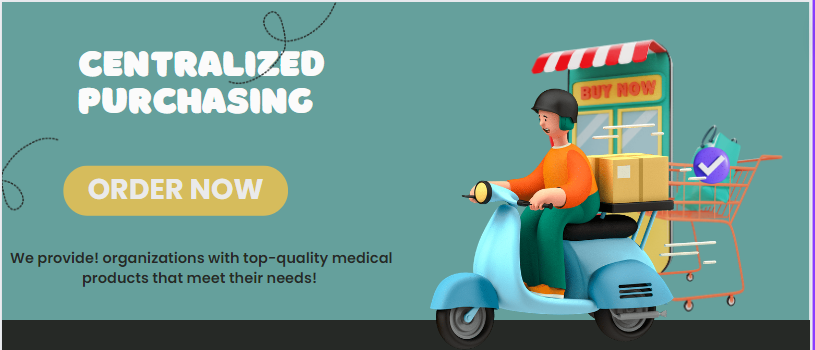 CENTRALIZED
PURCHASING
BUY NOW
ORDER NOW
We provide! organizations with top-quality medical
products that meet their needs!